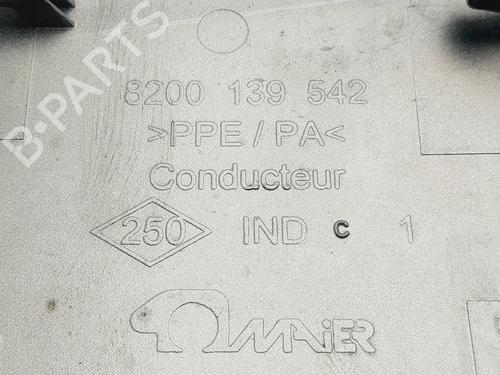 B-PARTS
8200 139 542
>PPE/PA<
Conducteur
250 IND C 1
MAiER